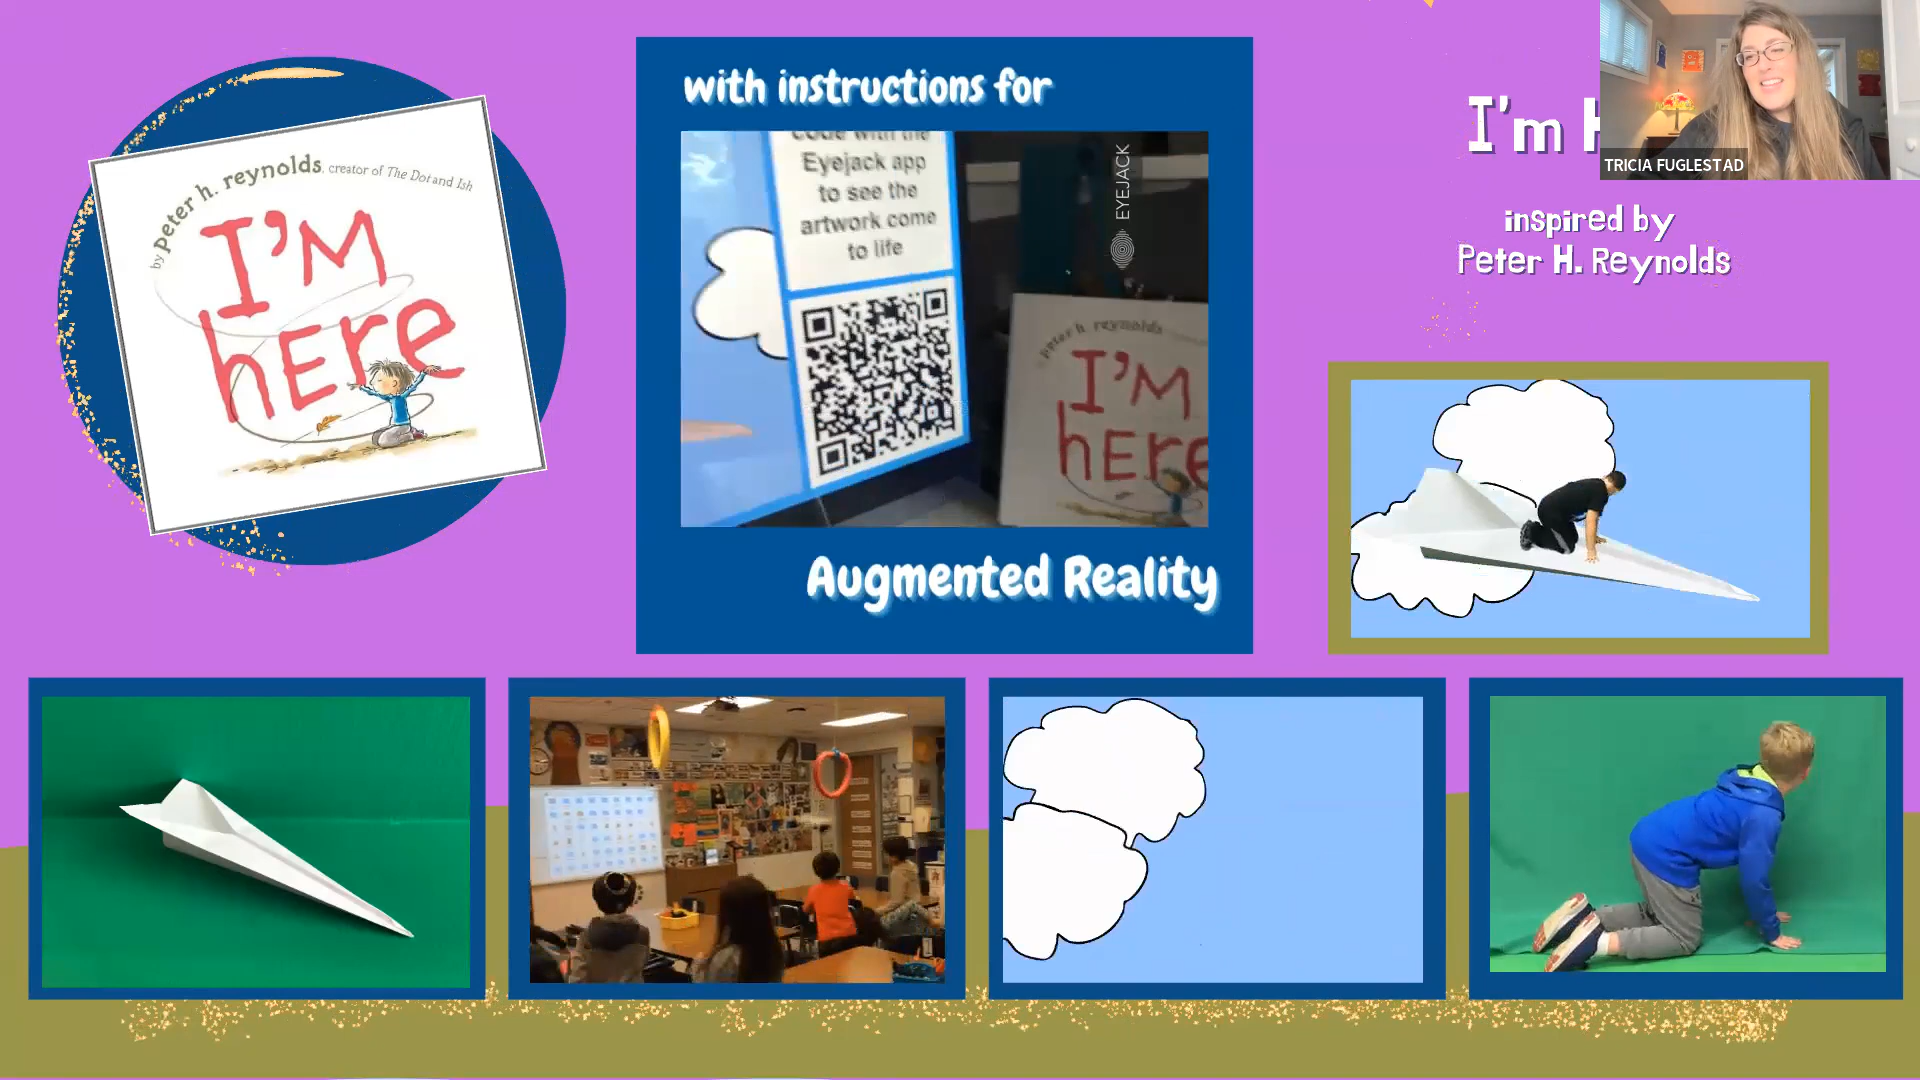 by Peter h. reynolds, creator of The Dot and Ish
I'M
hERE
with instructions for
code with the
Eyejack app
to see the
artwork come
to life
EYEJACK
Peter h. reynolds
I'M
hEre
Augmented Reality
I'm H
TRICIA FUGLESTAD
inspired by
Peter H. Reynolds